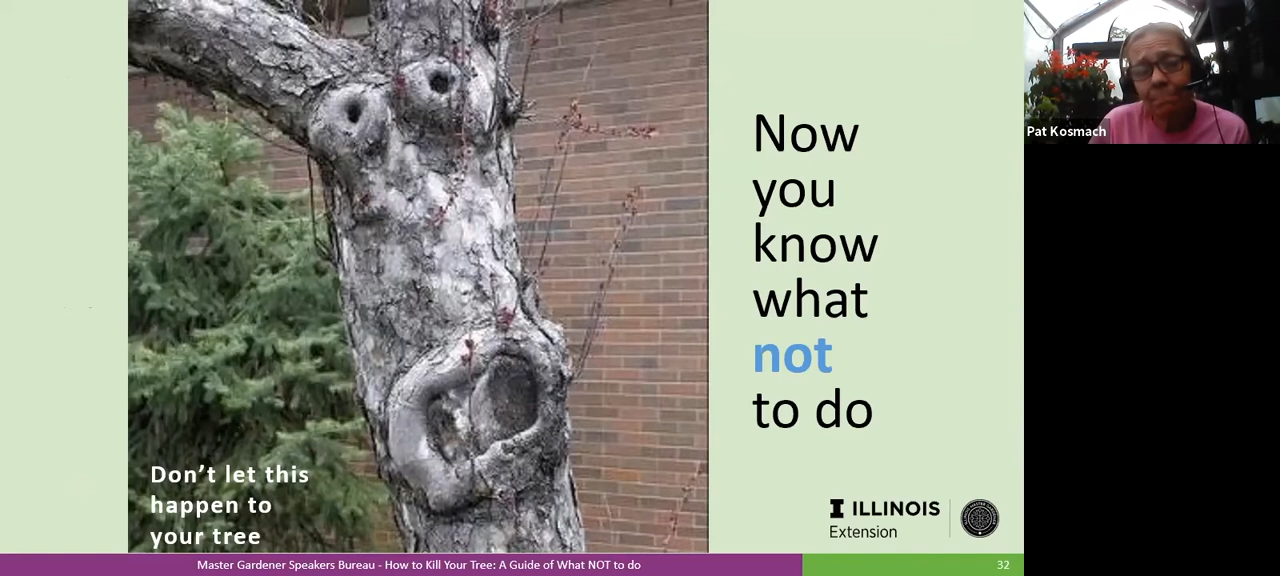 Now
you
know
what
not
to do
Don't let this
happen to
your tree
ILLINOIS
Extension
Master Gardener Speakers Bureau - How to Kill Your Tree: A Guide of What NOT to do
32
Pat Kosmach